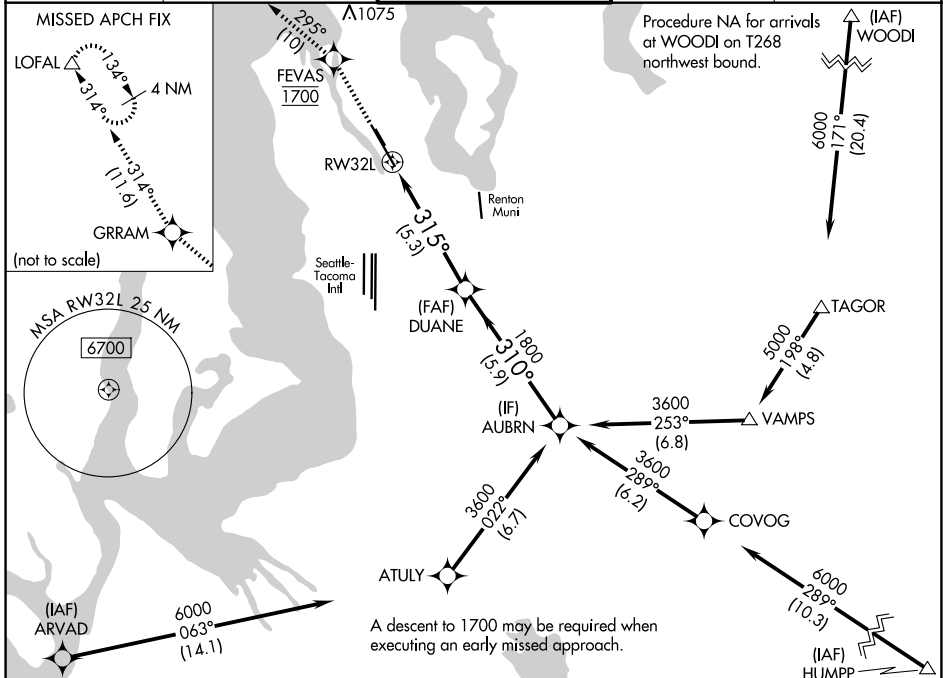 MISSED APCH FIX
LOFAL
134°
4 NM
314°
314°
(11.6)
GRRAM
(not to scale)
295°
(10)
1075
FEVAS
1700
RW32L
Renton
Muni
Procedure NA for arrivals
at WOODI on T268
northwest bound.
(IAF)
WOODI
6000
171°
(20.4)
315°
(5.3)
Seattle-
Tacoma
Intl
(FAF)
DUANE
MSA RW32L 25 NM
6700
TAGOR
5000
198°
(4.8)
1800
310°
(5.9)
(IF)
AUBRN
3600
253°
(6.8)
VAMPS
3600
289°
(6.2)
COVOG
3600
022°
(6.7)
ATULY
6000
289°
(10.3)
(IAF)
HUMPP
(IAF)
ARVAD
6000
063°
(14.1)
A descent to 1700 may be required when
executing an early missed approach.